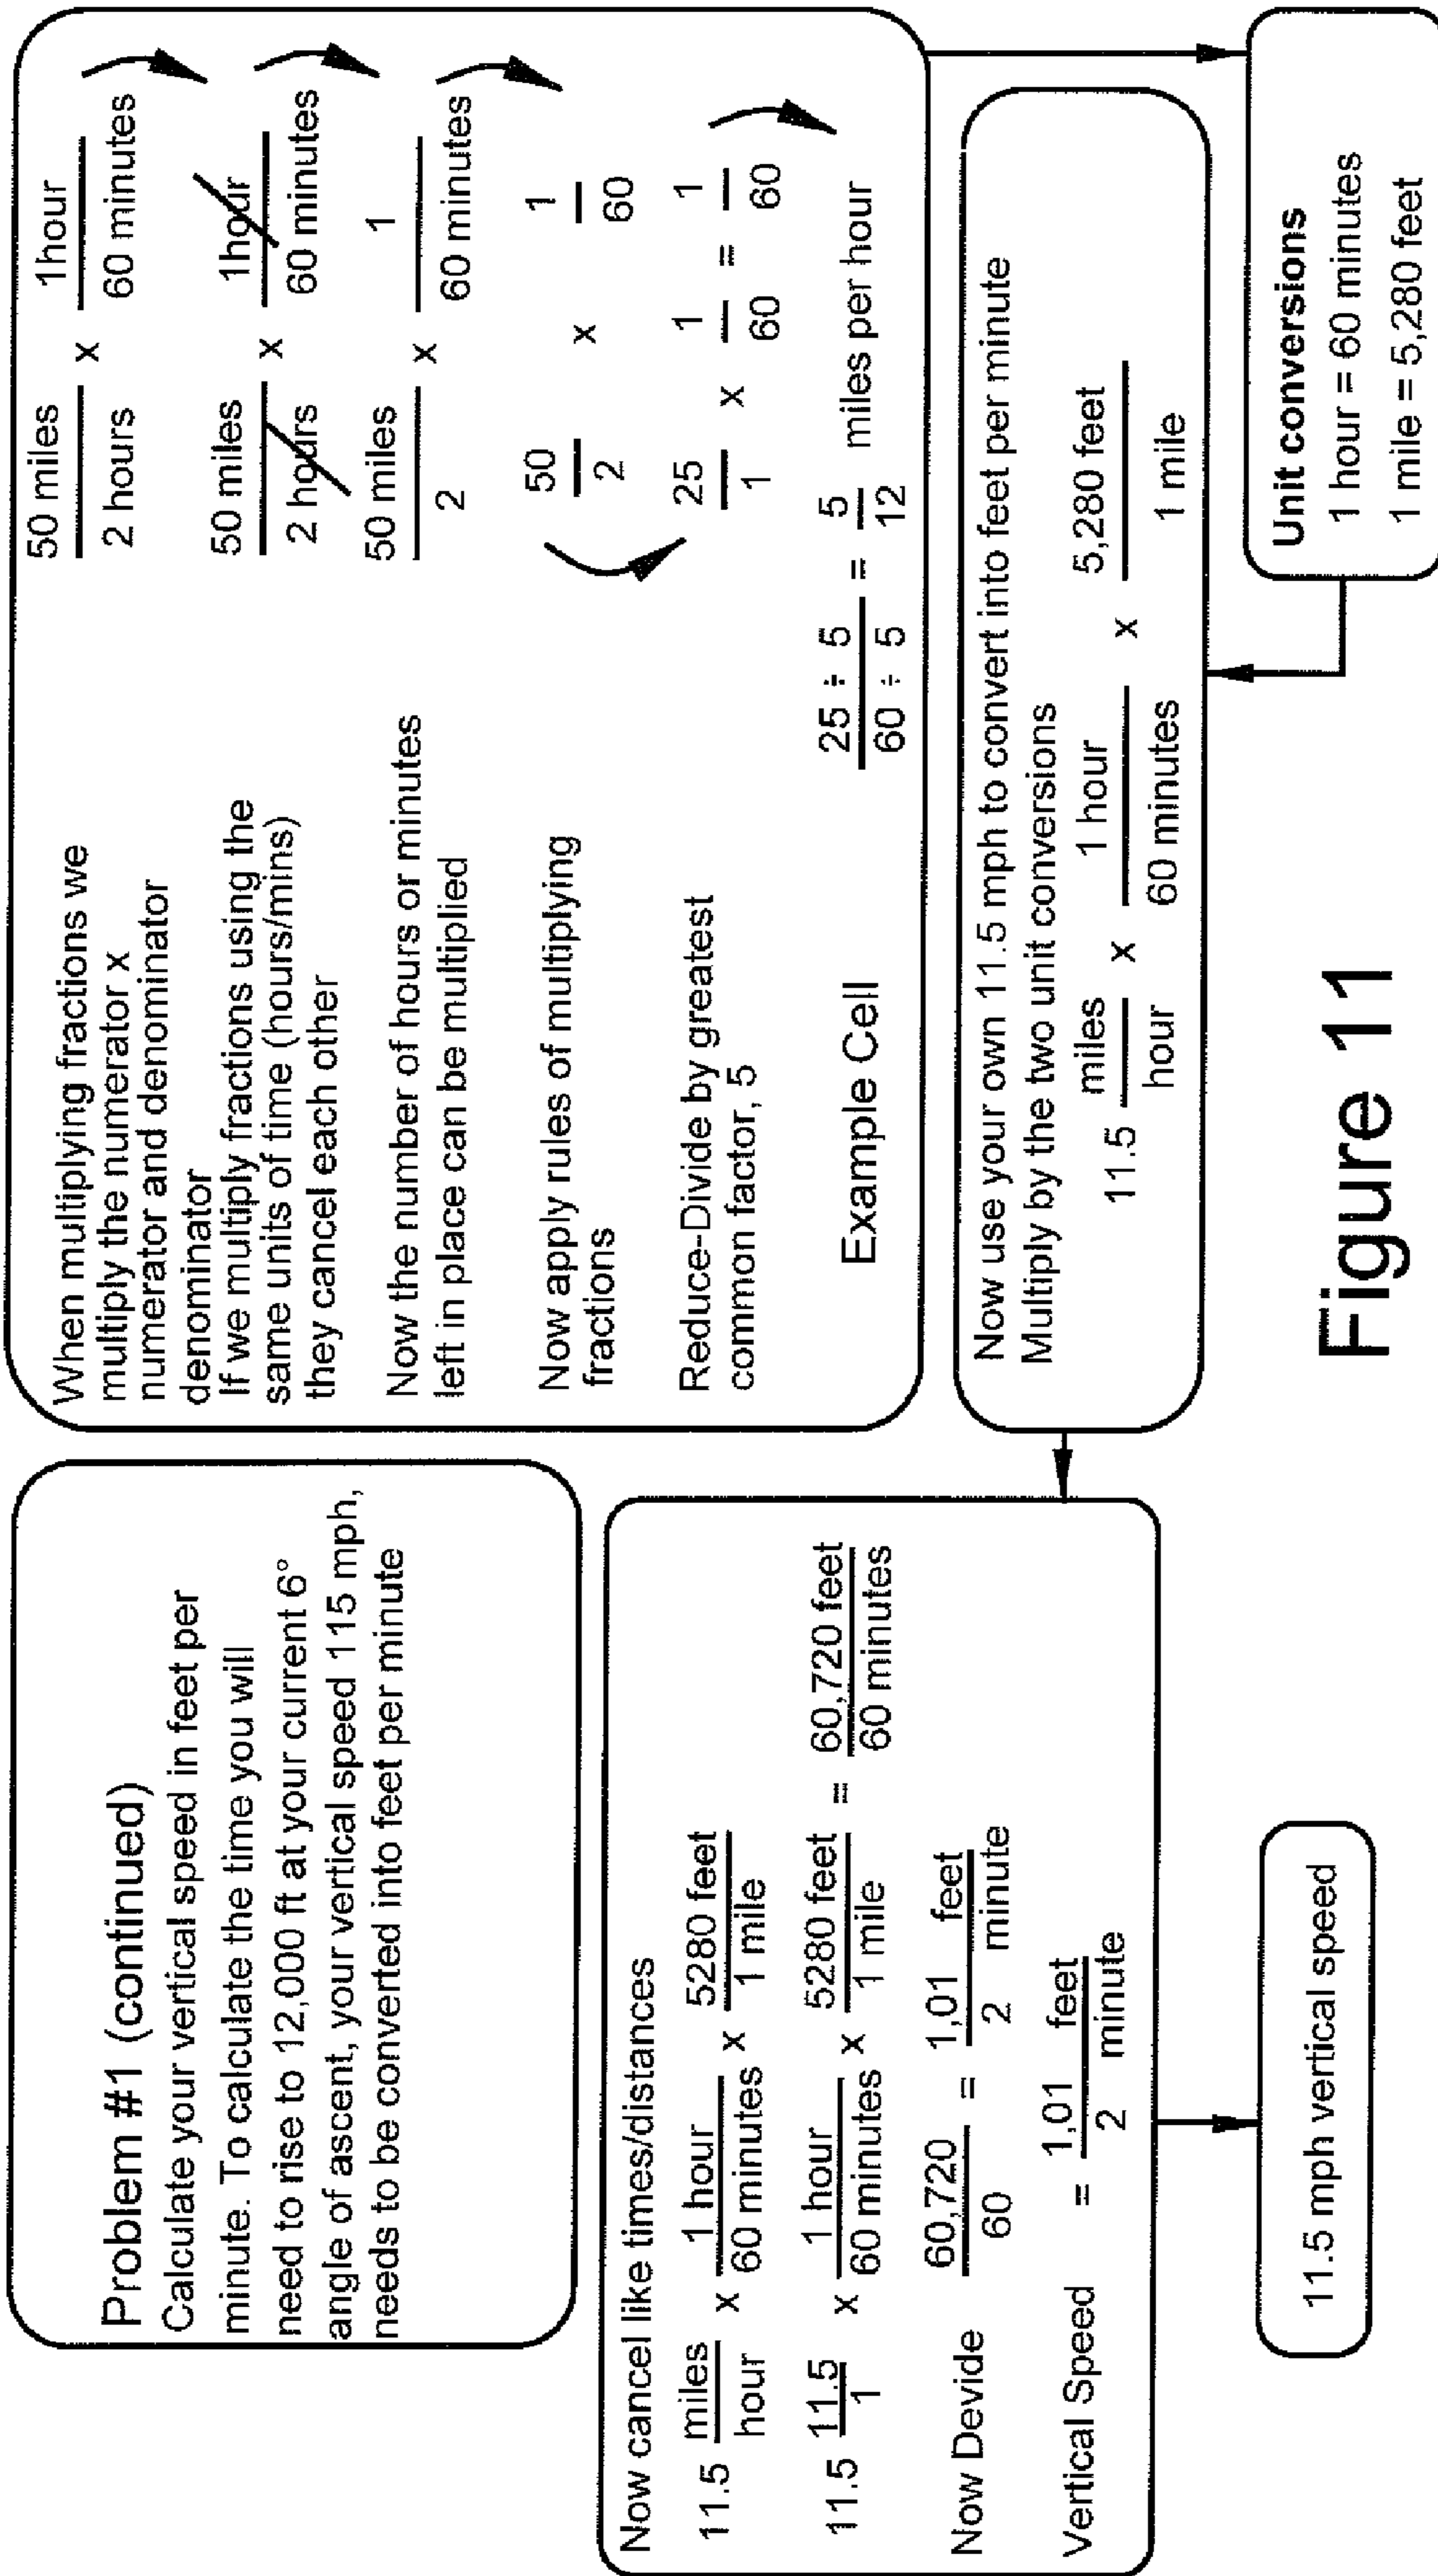 Problem #1 (continued)
Calculate your vertical speed in feet per
minute. To calculate the time you will
need to rise to 12,000 ft at your current 6°
angle of ascent, your vertical speed 115 mph,
needs to be converted into feet per minute
When multiplying fractions we
multiply the numerator x
numerator and denominator
denominator
50 miles x 1hour
2 hours 60 minutes
If we multiply fractions using the
same units of time (hours/mins)
they cancel each other
50 miles x 1hour
2 hours 60 minutes
Now the number of hours or minutes
left in place can be multiplied
50 miles x 1
2 60 minutes
Now apply rules of multiplying
fractions
50 x 1
2 60
Reduce-Divide by greatest
common factor, 5
25 x 1 = 1
1 60 60
Example Cell
25 ÷ 5 = 5 miles per hour
60 ÷ 5 12
Unit conversions
1 hour = 60 minutes
1 mile = 5,280 feet
Now use your own 11.5 mph to convert into feet per minute
Multiply by the two unit conversions
11.5 miles x 1 hour x 5,280 feet
hour 60 minutes 1 mile
Now cancel like times/distances
11.5 miles x 1 hour x 5280 feet
hour 60 minutes 1 mile
11.5 11.5 x 1 hour x 5280 feet = 60,720 feet
1 60 minutes 1 mile 60 minutes
Now Devide 60,720 = 1,01 feet
60 2 minute
Vertical Speed = 1,01 feet
2 minute
11.5 mph vertical speed
Figure 11